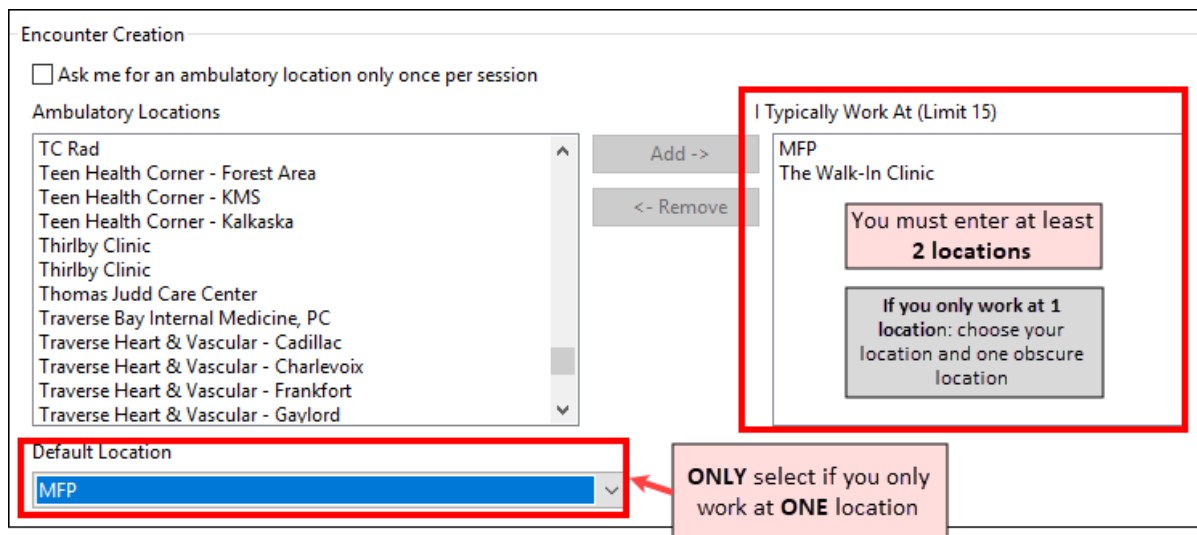 Encounter Creation
Ask me for an ambulatory location only once per session
Ambulatory Locations
TC Rad
Teen Health Corner - Forest Area
Teen Health Corner - KMS
Teen Health Corner - Kalkaska
Thirlby Clinic
Thirlby Clinic
Thomas Judd Care Center
Traverse Bay Internal Medicine, PC
Traverse Heart & Vascular - Cadillac
Traverse Heart & Vascular - Charlevoix
Traverse Heart & Vascular - Frankfort
Traverse Heart & Vascular - Gaylord
Add ->
<- Remove
I Typically Work At (Limit 15)
MFP
The Walk-In Clinic
You must enter at least
2 locations
If you only work at 1
location: choose your
location and one obscure
location
Default Location
MFP
ONLY select if you only
work at ONE location